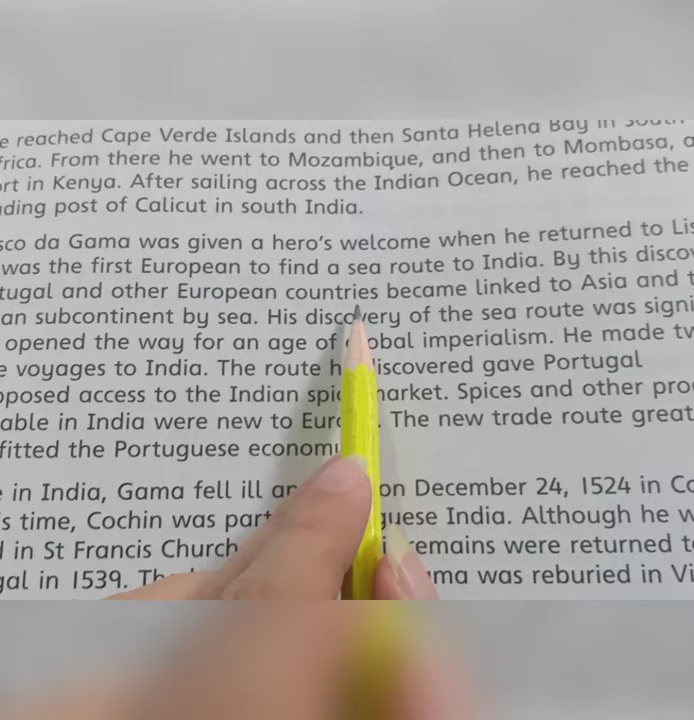 e reached Cape Verde Islands and then Santa Helena Bay in
frica. From there he went to Mozambique, and then to Mombasa, a
rt in Kenya. After sailing across the Indian Ocean, he reached the
ding post of Calicut in south India.
sco da Gama was given a hero's welcome when he returned to Lis
was the first European to find a sea route to India. By this disco
tugal and other European countries became linked to Asia and t
an subcontinent by sea. His discovery of the sea route was signi
opened the way for an age of obal imperialism. He made tw
e voyages to India. The route h iscovered gave Portugal
pposed access to the Indian spic market. Spices and other pro
able in India were new to Euro . The new trade route great
fitted the Portuguese econom
e in India, Gama fell ill an on December 24, 1524 in Co
s time, Cochin was part guese India. Although he w
d in St Francis Church remains were returned t
gal in 1539. Th ma was reburied in Vi